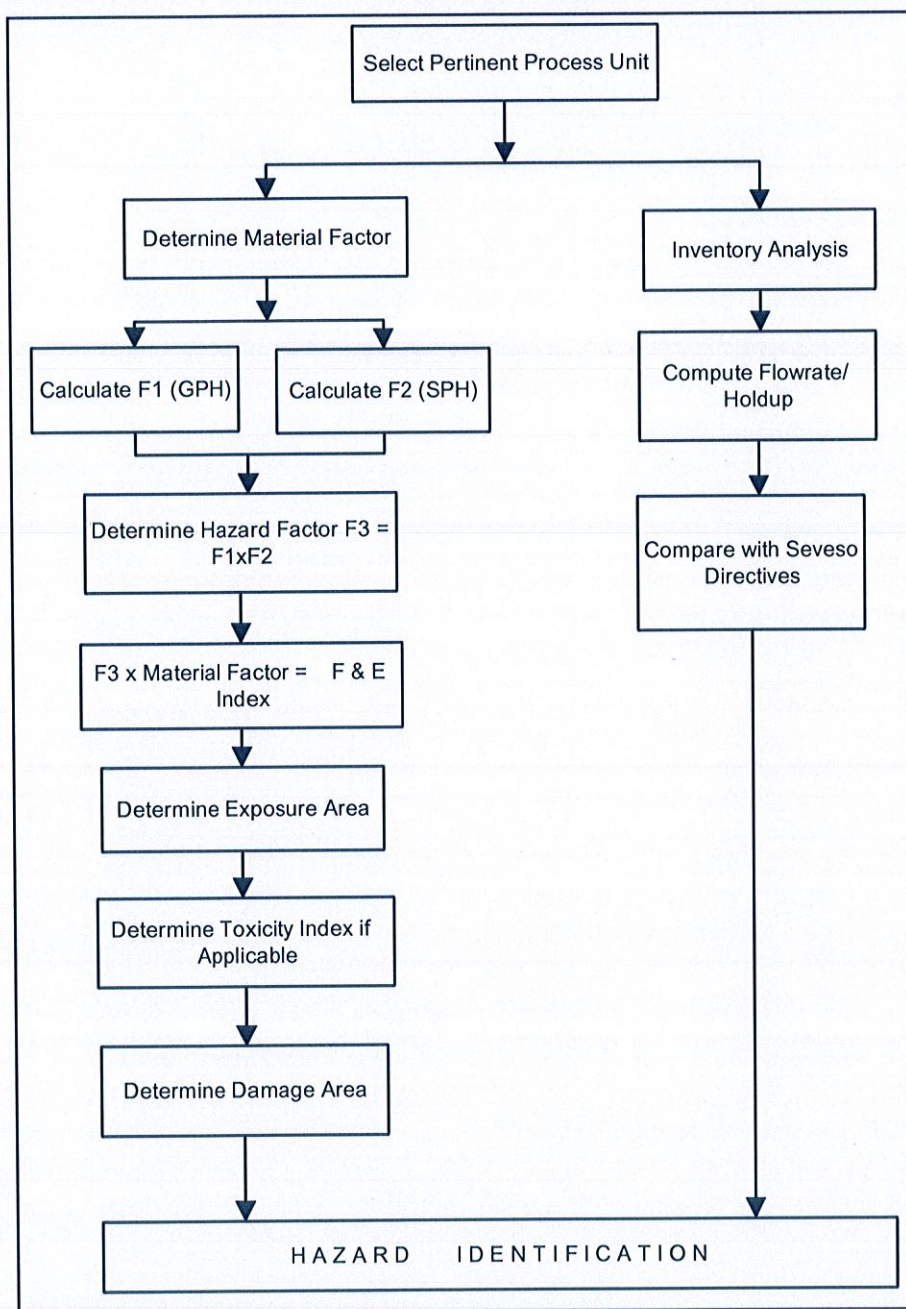 Select Pertinent Process Unit
Deternine Material Factor
Inventory Analysis
Calculate F1 (GPH)
Calculate F2 (SPH)
Compute Flowrate/
Holdup
Determine Hazard Factor F3 =
F1xF2
Compare with Seveso
Directives
F3 x Material Factor = F & E
Index
Determine Exposure Area
Determine Toxicity Index if
Applicable
Determine Damage Area
HAZARD IDENTIFICATION